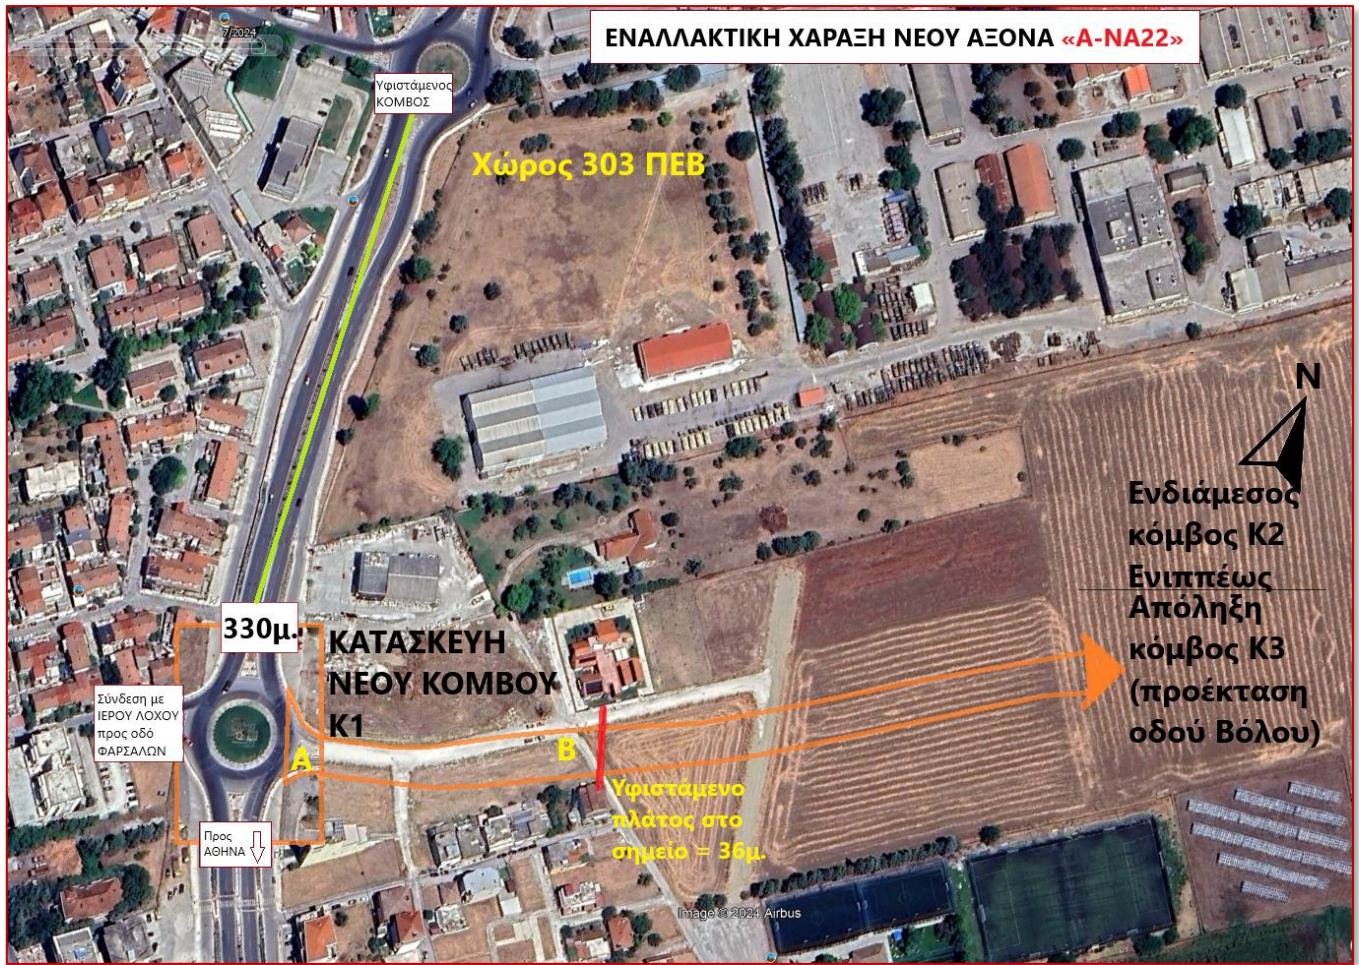 ΕΝΑΛΛΑΚΤΙΚΗ ΧΑΡΑΞΗ ΝΕΟΥ ΑΞΟΝΑ «Α-ΝΑ22»
7/2024
Υφιστάμενος
ΚΟΜΒΟΣ
Χώρος 303 ΠΕΒ
N
Ενδιάμεσος
κόμβος Κ2
Ενιππέως
Απόληξη
κόμβος Κ3
(προέκταση
οδού Βόλου)
330μ.
ΚΑΤΑΣΚΕΥΗ
ΝΕΟΥ ΚΟΜΒΟΥ
Κ1
Σύνδεση με
ΙΕΡΟΥ ΛΟΧΟΥ
προς οδό
ΦΑΡΣΑΛΩΝ
Α
Β
Υφιστάμενο
πλάτος στο
σημείο = 36μ.
Προς
ΑΘΗΝΑ
Image © 2024 Airbus